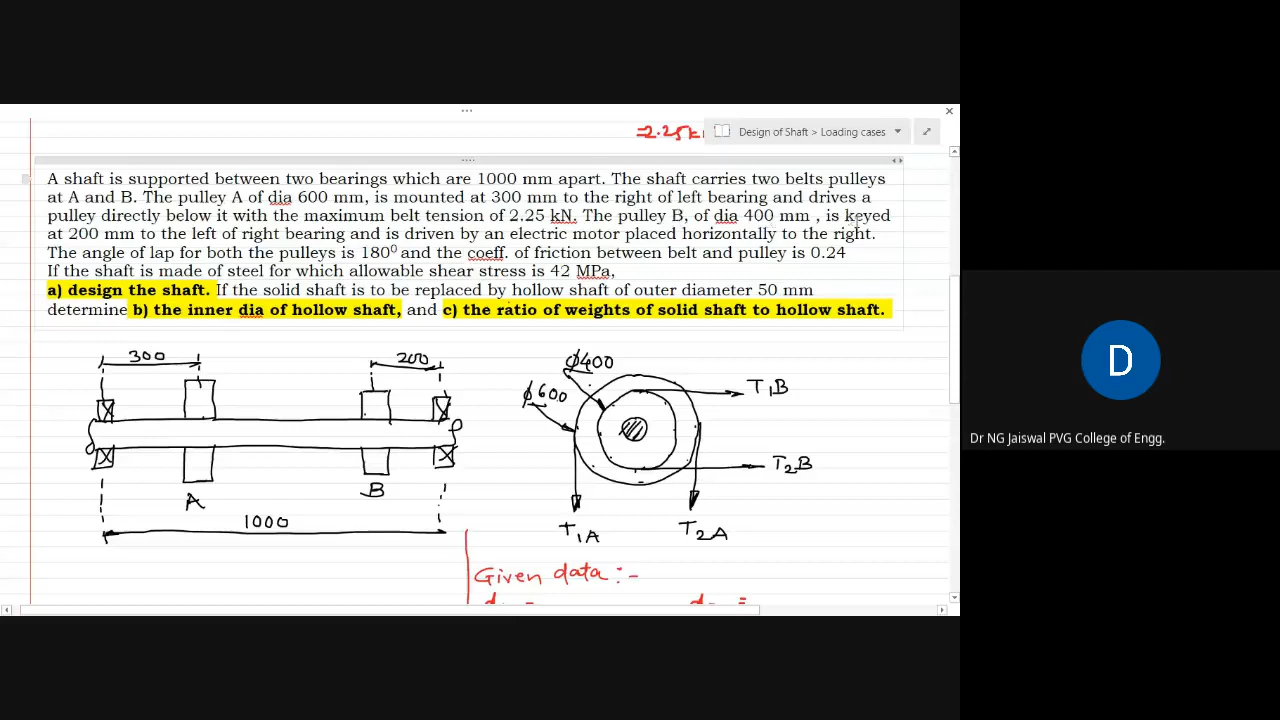 =2.25k
Design of Shaft > Loading cases
A shaft is supported between two bearings which are 1000 mm apart. The shaft carries two belts pulleys
at A and B. The pulley A of dia 600 mm, is mounted at 300 mm to the right of left bearing and drives a
pulley directly below it with the maximum belt tension of 2.25 kN. The pulley B, of dia 400 mm , is keyed
at 200 mm to the left of right bearing and is driven by an electric motor placed horizontally to the right.
The angle of lap for both the pulleys is 180⁰ and the coeff. of friction between belt and pulley is 0.24
If the shaft is made of steel for which allowable shear stress is 42 MPa,
a) design the shaft. If the solid shaft is to be replaced by hollow shaft of outer diameter 50 mm
determine b) the inner dia of hollow shaft, and c) the ratio of weights of solid shaft to hollow shaft.
300
200
A
B
1000
ϕ400
ϕ600
T1B
T2B
T1A
T2A
Given data :-
D
Dr NG Jaiswal PVG College of Engg.